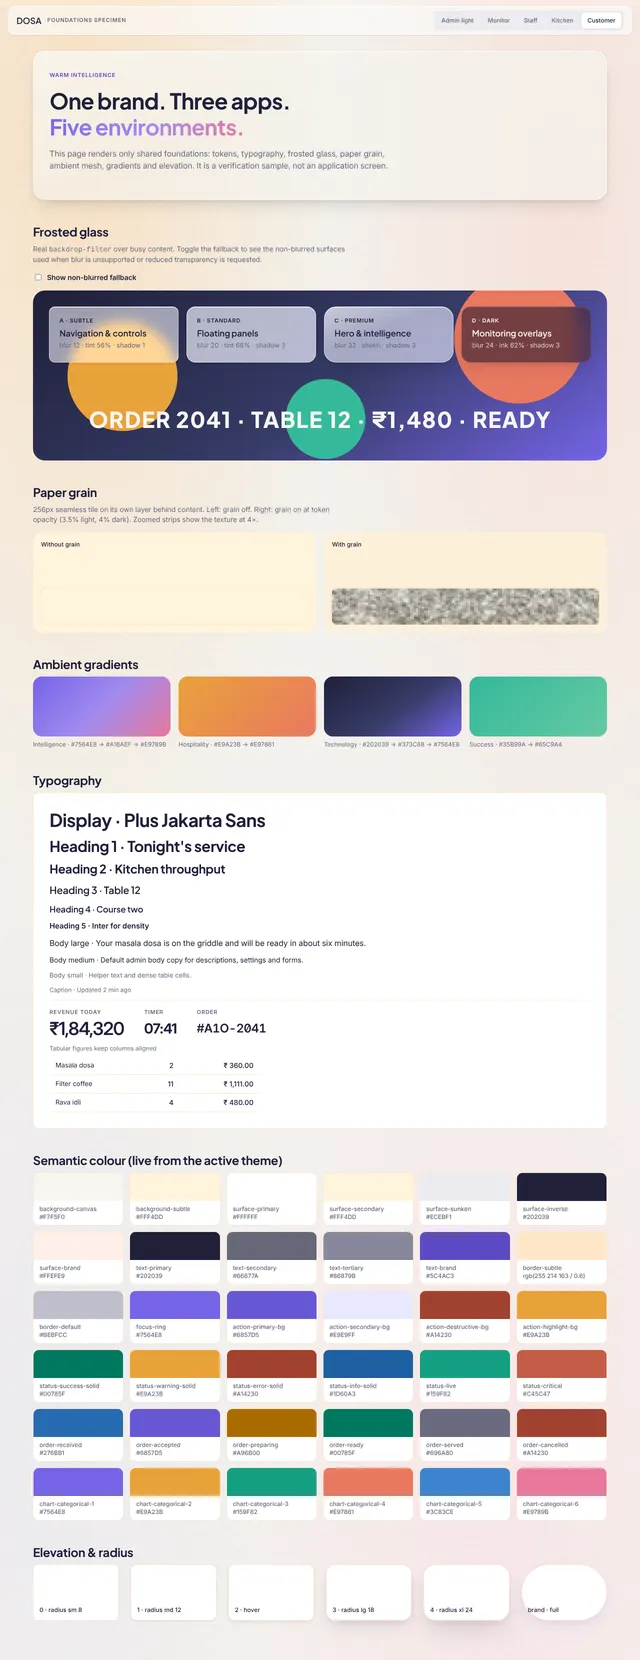 DOSA FOUNDATIONS SPECIMEN
Admin light Monitor Staff Kitchen Customer
WARM INTELLIGENCE
One brand. Three apps.
Five environments.
This page renders only shared foundations: tokens, typography, frosted glass, paper grain,
ambient mesh, gradients and elevation. It is a verification sample, not an application screen.
Frosted glass
Real backdrop-filter over busy content. Toggle the fallback to see the non-blurred surfaces
used when blur is unsupported or reduced transparency is requested.
Show non-blurred fallback
A · SUBTLE
Navigation & controls
blur 12 · tint 56% · shadow 1
B · STANDARD
Floating panels
blur 20 · tint 66% · shadow 2
C · PREMIUM
Hero & intelligence
blur 32 · sheen · shadow 3
D · DARK
Monitoring overlays
blur 24 · ink 62% · shadow 3
ORDER 2041 · TABLE 12 · ₹1,480 · READY
Paper grain
256px seamless tile on its own layer behind content. Left: grain off. Right: grain on at token
opacity (3.5% light, 4% dark). Zoomed strips show the texture at 4×.
Without grain
With grain
Ambient gradients
Intelligence · #7564E8 → #A18AEF → #E9789B
Hospitality · #E9A23B → #E97861
Technology · #202039 → #373C68 → #7564E8
Success · #35B99A → #65C9A4
Typography
Display · Plus Jakarta Sans
Heading 1 · Tonight's service
Heading 2 · Kitchen throughput
Heading 3 · Table 12
Heading 4 · Course two
Heading 5 · Inter for density
Body large · Your masala dosa is on the griddle and will be ready in about six minutes.
Body medium · Default admin body copy for descriptions, settings and forms.
Body small · Helper text and dense table cells.
Caption · Updated 2 min ago
REVENUE TODAY TIMER ORDER
₹1,84,320 07:41 #A1O-2041
Tabular figures keep columns aligned
Masala dosa 2 ₹ 360.00
Filter coffee 11 ₹ 1,111.00
Rava idli 4 ₹ 480.00
Semantic colour (live from the active theme)
background-canvas
#F7F5F0
background-subtle
#FFF4DD
surface-primary
#FFFFFF
surface-secondary
#FFF4DD
surface-sunken
#ECEBF1
surface-inverse
#202039
surface-brand
#FFEFE9
text-primary
#202039
text-secondary
#66677A
text-tertiary
#86879B
text-brand
#5C4AC3
border-subtle
rgb(255 214 163 / 0.6)
border-default
#BEBFCC
focus-ring
#7564E8
action-primary-bg
#6857D5
action-secondary-bg
#E9E9FF
action-destructive-bg
#A14230
action-highlight-bg
#E9A23B
status-success-solid
#00785F
status-warning-solid
#E9A23B
status-error-solid
#A14230
status-info-solid
#1D60A3
status-live
#159F82
status-critical
#C45C47
order-received
#276BB1
order-accepted
#6857D5
order-preparing
#A96B00
order-ready
#00785F
order-served
#696A80
order-cancelled
#A14230
chart-categorical-1
#7564E8
chart-categorical-2
#E9A23B
chart-categorical-3
#159F82
chart-categorical-4
#E97861
chart-categorical-5
#3C83CE
chart-categorical-6
#E9789B
Elevation & radius
0 · radius sm 8
1 · radius md 12
2 · hover
3 · radius lg 18
4 · radius xl 24
brand · full